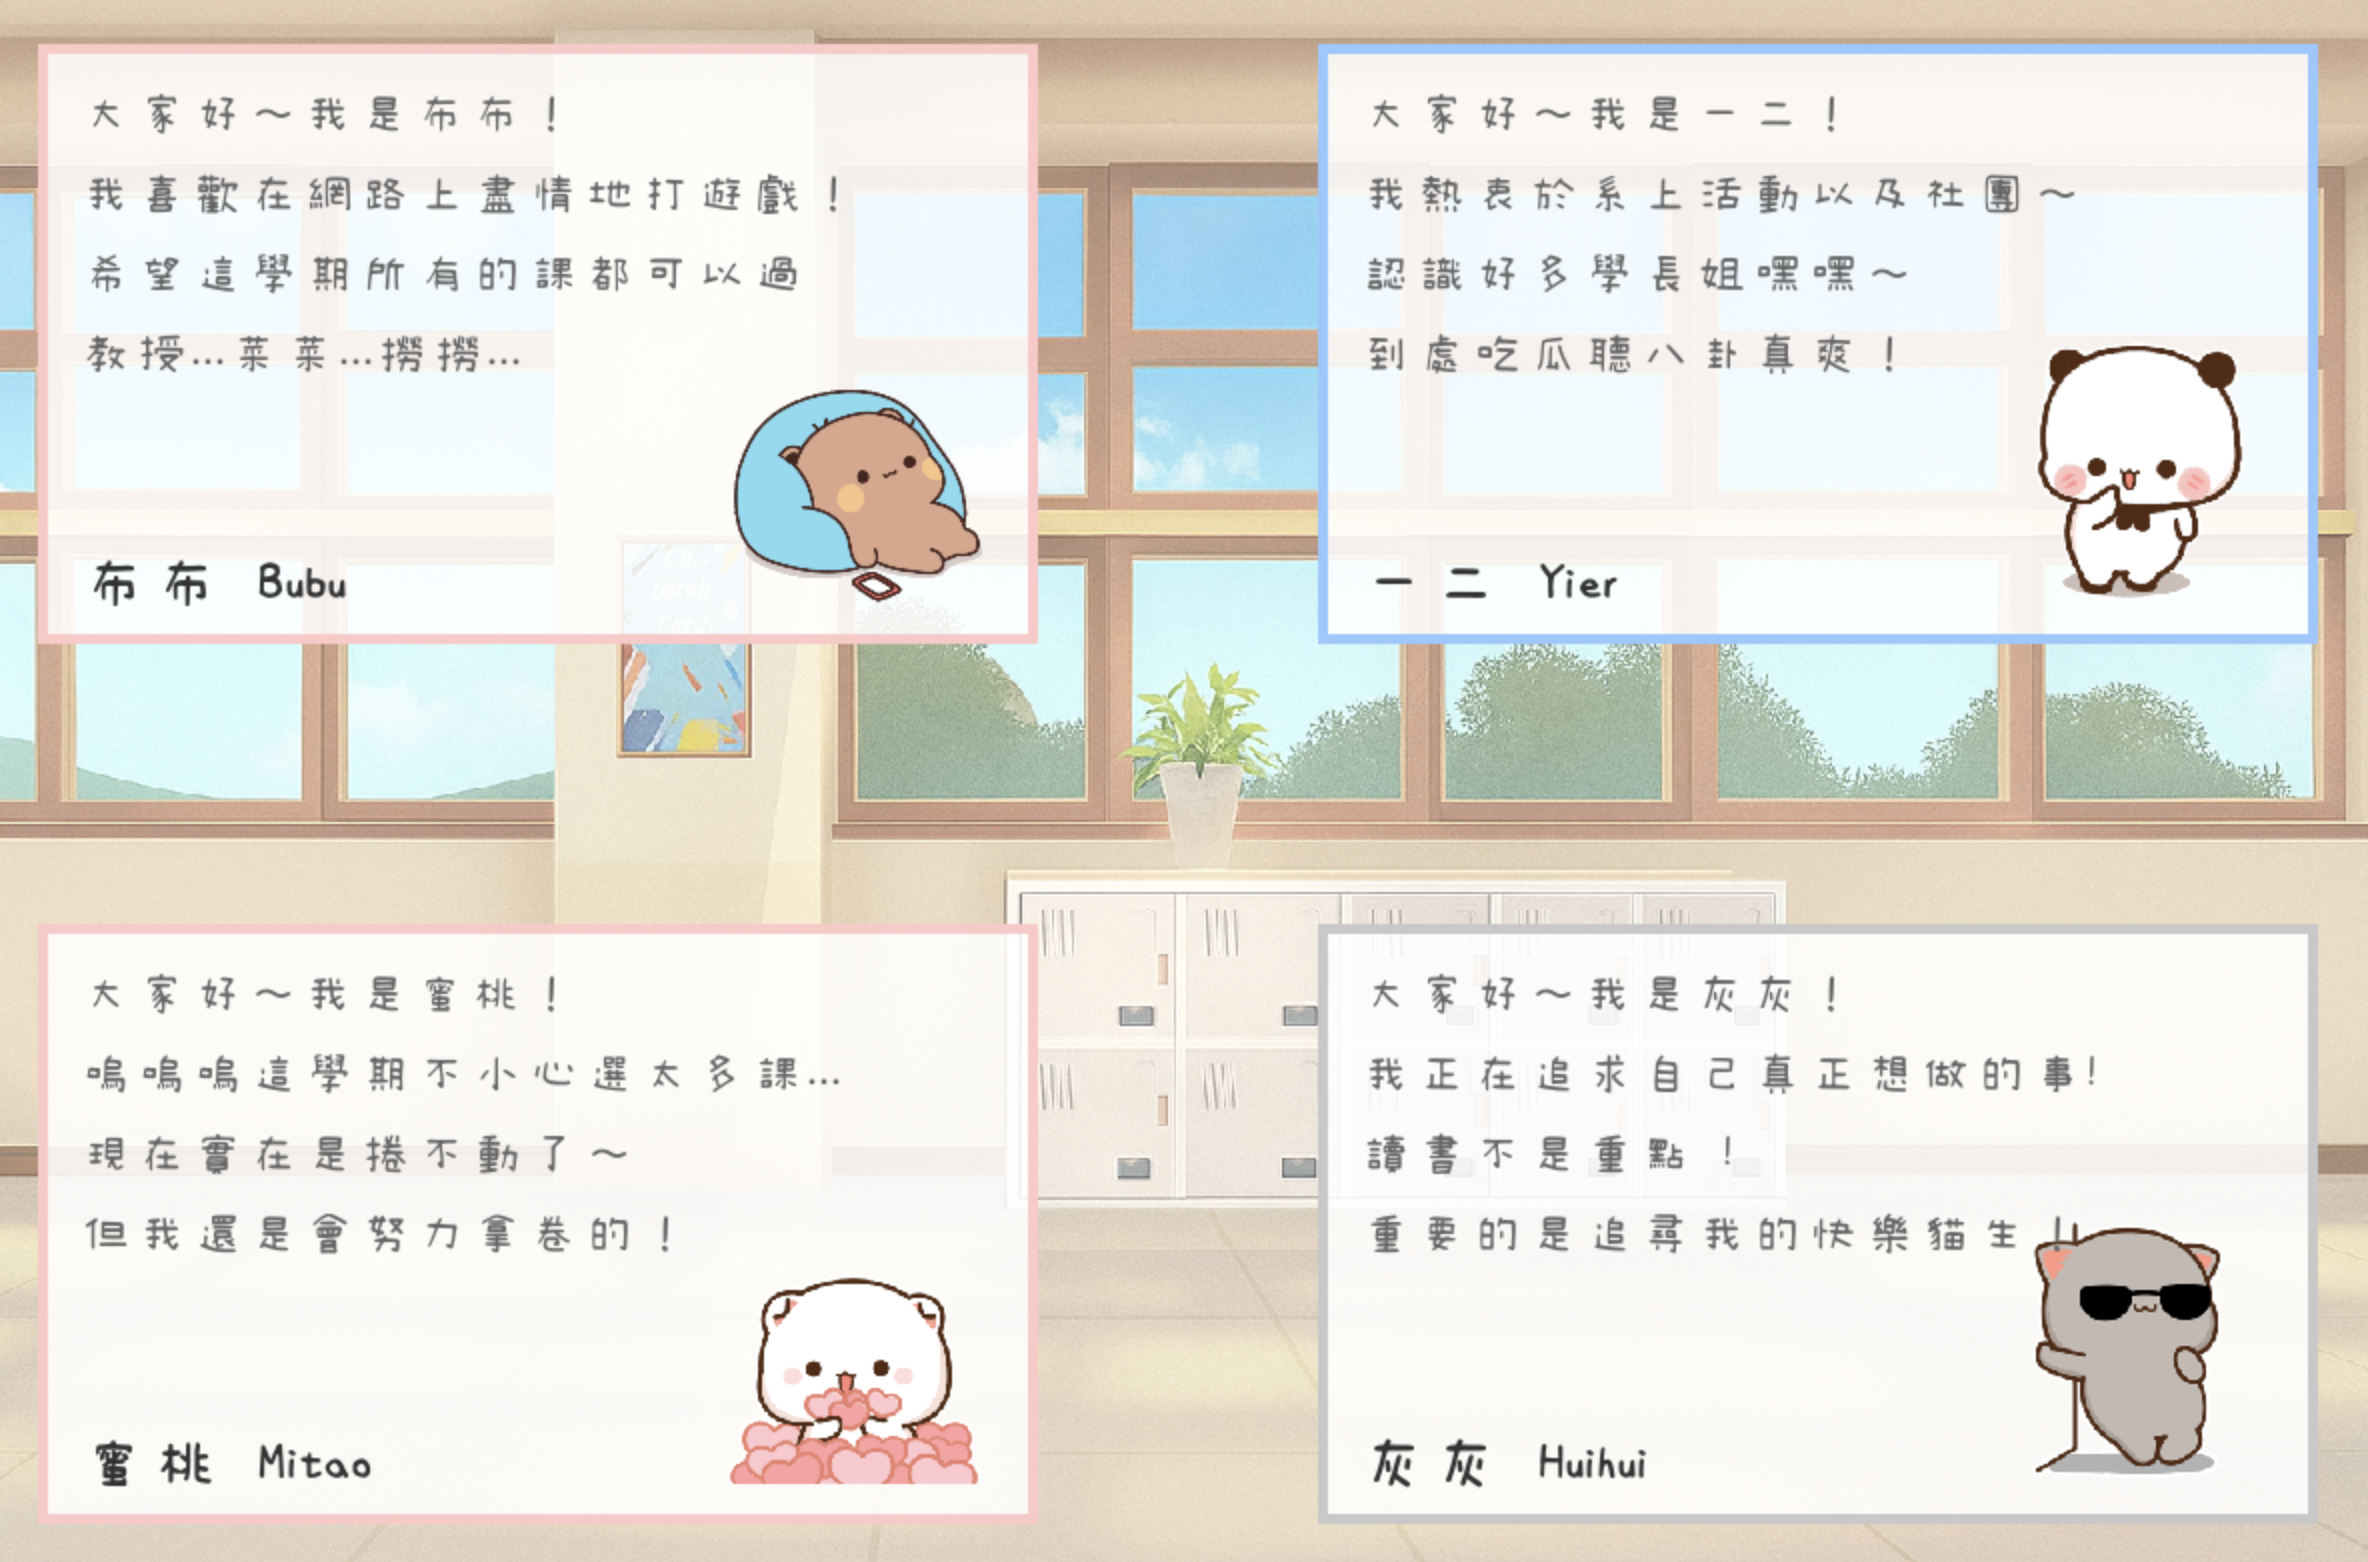 大家好～我是布布！
我喜歡在網路上盡情地打遊戲！
希望這學期所有的課都可以過
教授...菜菜...撈撈...
布布 Bubu
大家好～我是一二！
我熱衷於系上活動以及社團～
認識好多學長姐嘿嘿～
到處吃瓜聽八卦真爽！
一二 Yier
大家好～我是蜜桃！
嗚嗚嗚這學期不小心選太多課...
現在實在是捲不動了～
但我還是會努力拿卷的！
蜜桃 Mitao
大家好～我是灰灰！
我正在追求自己真正想做的事!
讀書不是重點 ！
重要的是追尋我的快樂貓生！
灰灰 Huihui